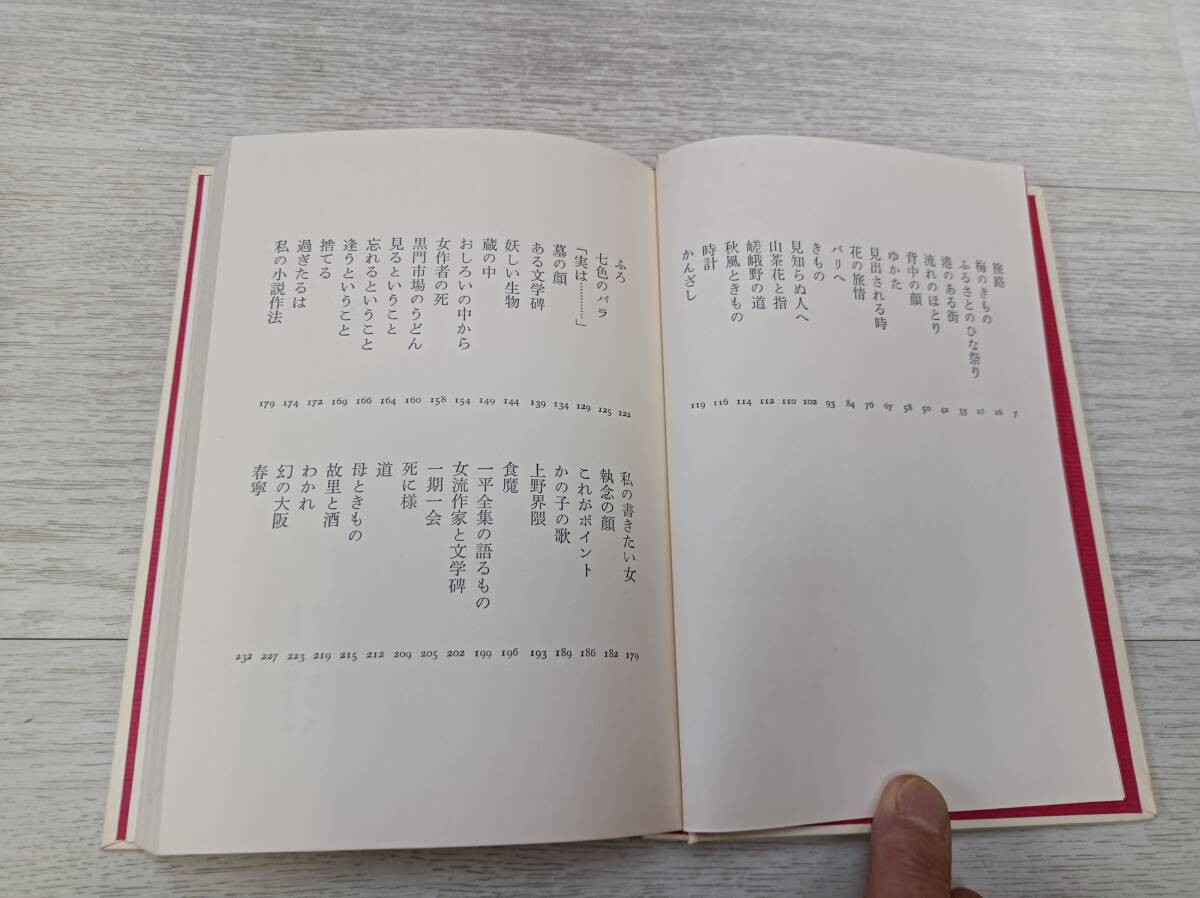 旅路 7
梅のきもの 16
ふるさとのひな祭り 25
港のある街 33
流れのほとり 42
背中の顔 50
ゆかた 58
見出される時 67
花の旅情 76
パリへ 84
きもの 93
見知らぬ人へ 102
山茶花と指 110
嵯峨野の道 112
秋風ときもの 114
時計 116
かんざし 119
ふろ 122
七色のバラ 125
「実は…………」 129
墓の顔 134
ある文学碑 139
妖しい生物 144
蔵の中 149
おしろいの中から 154
女作者の死 158
黒門市場のうどん 160
見るということ 164
忘れるということ 166
逢うということ 169
捨てる 172
過ぎたるは 174
私の小説作法 179
私の書きたい女 179
執念の顔 182
これがポイント 186
かの子の歌 189
上野界隈 193
食魔 196
一平全集の語るもの 199
女流作家と文学碑 202
一期一会 205
死に様 209
道 212
母ときもの 215
故里と酒 219
わかれ 223
幻の大阪 227
春寧 232